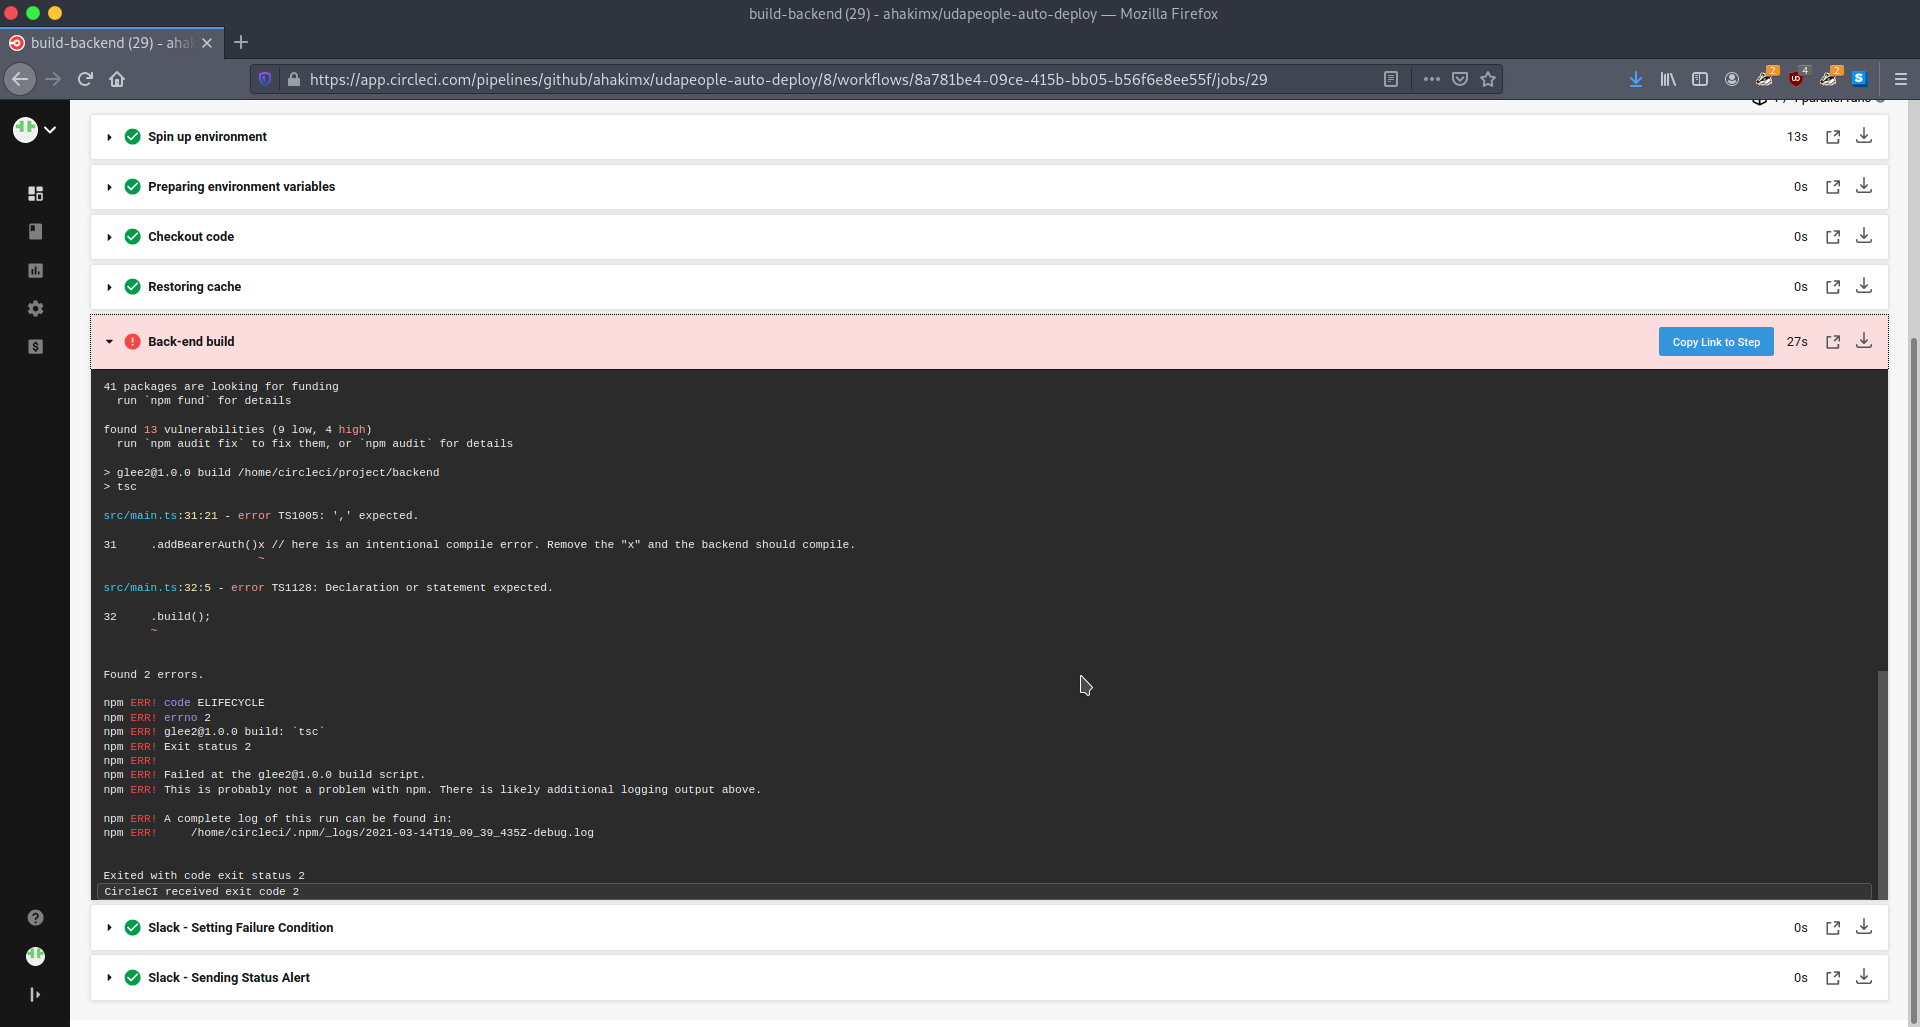 build-backend (29) - ahakimx/udapeople-auto-deploy — Mozilla Firefox
build-backend (29) - aha
https://app.circleci.com/pipelines/github/ahakimx/udapeople-auto-deploy/8/workflows/8a781be4-09ce-415b-bb05-b56f6e8ee55f/jobs/29
2
4
2
S
parallel runs
Spin up environment 13s
Preparing environment variables 0s
Checkout code 0s
Restoring cache 0s
Back-end build Copy Link to Step 27s
41 packages are looking for funding
run `npm fund` for details
found 13 vulnerabilities (9 low, 4 high)
run `npm audit fix` to fix them, or `npm audit` for details
> glee2@1.0.0 build /home/circleci/project/backend
> tsc
src/main.ts:31:21 - error TS1005: ',' expected.
31 .addBearerAuth()x // here is an intentional compile error. Remove the "x" and the backend should compile.
~
src/main.ts:32:5 - error TS1128: Declaration or statement expected.
32 .build();
~
Found 2 errors.
npm ERR! code ELIFECYCLE
npm ERR! errno 2
npm ERR! glee2@1.0.0 build: `tsc`
npm ERR! Exit status 2
npm ERR!
npm ERR! Failed at the glee2@1.0.0 build script.
npm ERR! This is probably not a problem with npm. There is likely additional logging output above.
npm ERR! A complete log of this run can be found in:
npm ERR! /home/circleci/.npm/_logs/2021-03-14T19_09_39_435Z-debug.log
Exited with code exit status 2
CircleCI received exit code 2
Slack - Setting Failure Condition 0s
Slack - Sending Status Alert 0s